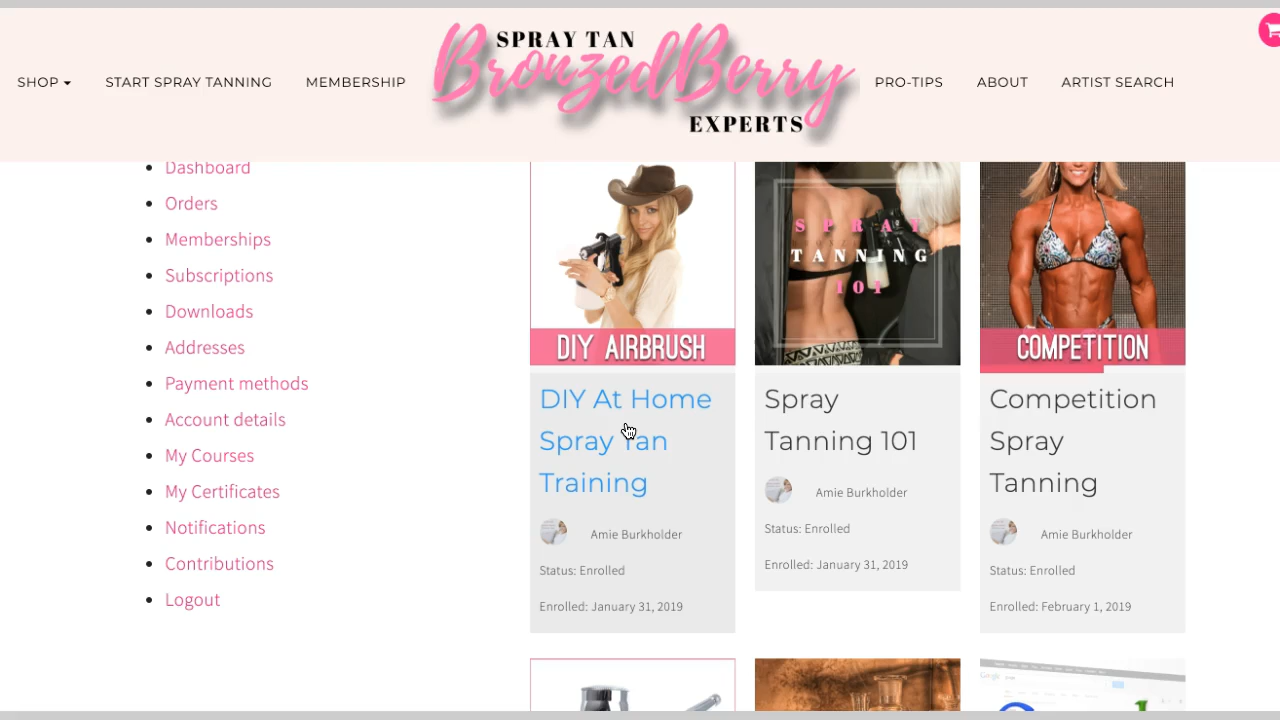 SHOP
START SPRAY TANNING
MEMBERSHIP
SPRAY TAN
BronzedBerry
EXPERTS
PRO-TIPS
ABOUT
ARTIST SEARCH
Dashboard
Orders
Memberships
Subscriptions
Downloads
Addresses
Payment methods
Account details
My Courses
My Certificates
Notifications
Contributions
Logout
DIY AIRBRUSH
DIY At Home
Spray Tan
Training
Amie Burkholder
Status: Enrolled
Enrolled: January 31, 2019
SPRAY
TANNING
101
Spray
Tanning 101
Amie Burkholder
Status: Enrolled
Enrolled: January 31, 2019
COMPETITION
Competition
Spray
Tanning
Amie Burkholder
Status: Enrolled
Enrolled: February 1, 2019